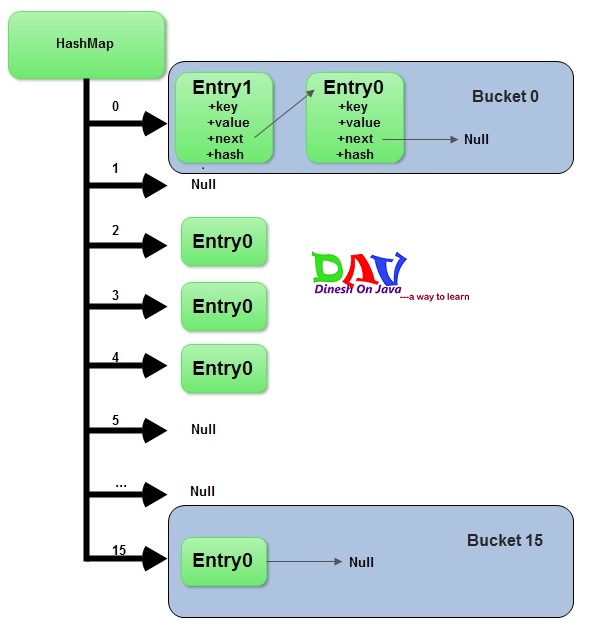 HashMap
0
Entry1
+key
+value
+next
+hash
Entry0
+key
+value
+next
+hash
Null
Bucket 0
1
Null
2
Entry0
DAV
Dinesh On Java
---a way to learn
3
Entry0
4
Entry0
5
Null
...
Null
15
Entry0
Null
Bucket 15